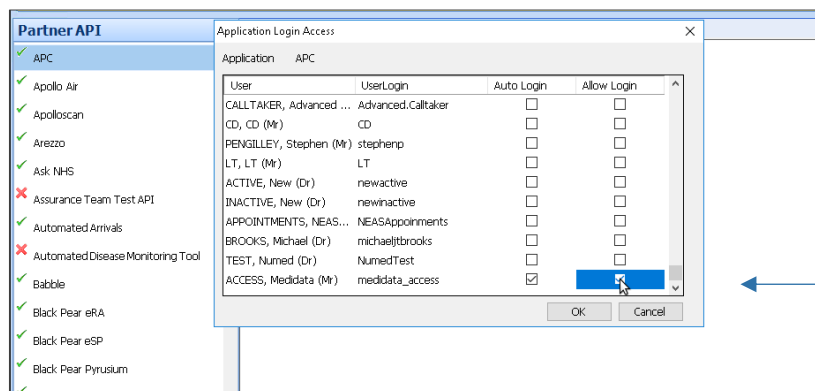 Partner API
APC
Apollo Air
Apolloscan
Arezzo
Ask NHS
Assurance Team Test API
Automated Arrivals
Automated Disease Monitoring Tool
Babble
Black Pear eRA
Black Pear eSP
Black Pear Pyrusium
Application Login Access
Application APC
User UserLogin Auto Login Allow Login
CALLTAKER, Advanced ... Advanced.Calltaker
CD, CD (Mr) CD
PENGILLEY, Stephen (Mr) stephenp
LT, LT (Mr) LT
ACTIVE, New (Dr) newactive
INACTIVE, New (Dr) newinactive
APPOINTMENTS, NEAS... NEASAppoinments
BROOKS, Michael (Dr) michaeljtbrooks
TEST, Numed (Dr) NumedTest
ACCESS, Medidata (Mr) medidata_access
OK Cancel